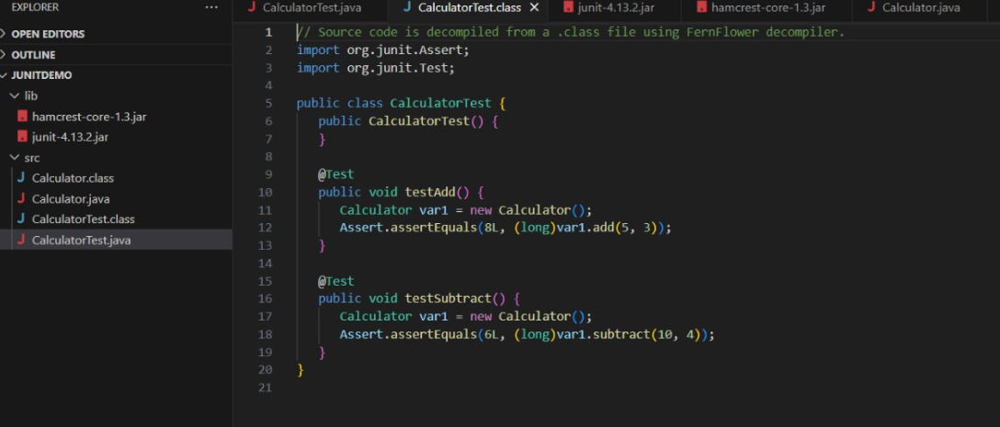 EXPLORER
OPEN EDITORS
OUTLINE
JUNITDEMO
lib
hamcrest-core-1.3.jar
junit-4.13.2.jar
src
Calculator.class
Calculator.java
CalculatorTest.class
CalculatorTest.java
CalculatorTest.java CalculatorTest.class junit-4.13.2.jar hamcrest-core-1.3.jar Calculator.java
1 // Source code is decompiled from a .class file using FernFlower decompiler.
2 import org.junit.Assert;
3 import org.junit.Test;
4
5 public class CalculatorTest {
6 public CalculatorTest() {
7 }
8
9 @Test
10 public void testAdd() {
11 Calculator var1 = new Calculator();
12 Assert.assertEquals(8L, (long)var1.add(5, 3));
13 }
14
15 @Test
16 public void testSubtract() {
17 Calculator var1 = new Calculator();
18 Assert.assertEquals(6L, (long)var1.subtract(10, 4));
19 }
20 }
21